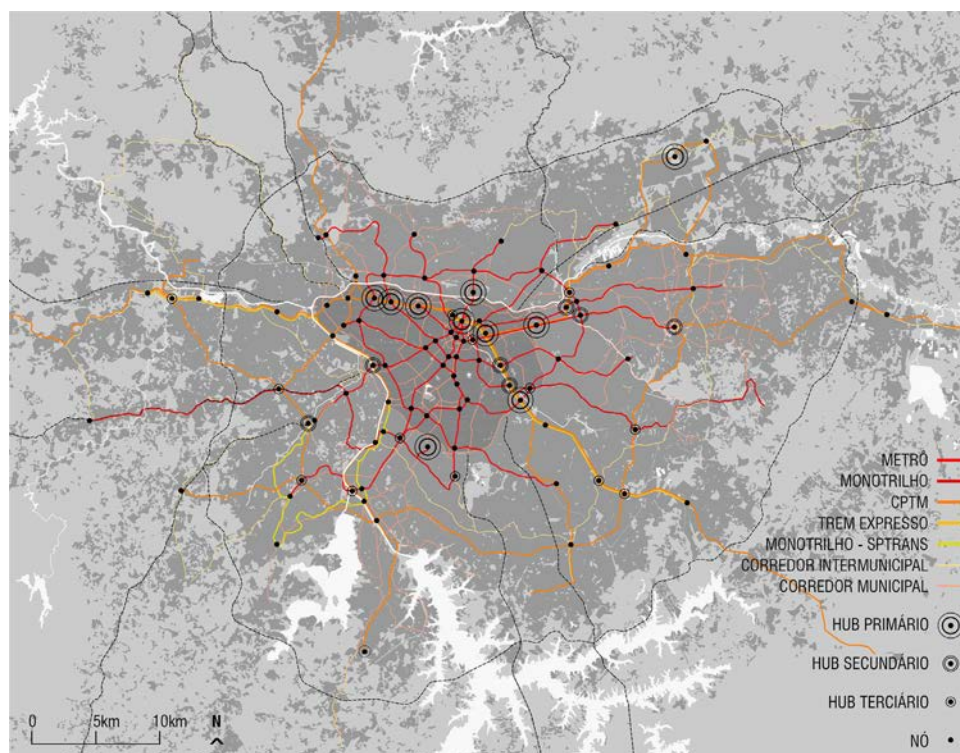 METRÔ
MONOTRILHO
CPTM
TREM EXPRESSO
MONOTRILHO - SPTRANS
CORREDOR INTERMUNICIPAL
CORREDOR MUNICIPAL
HUB PRIMÁRIO
HUB SECUNDÁRIO
HUB TERCIÁRIO
NÓ
0 5km 10km N